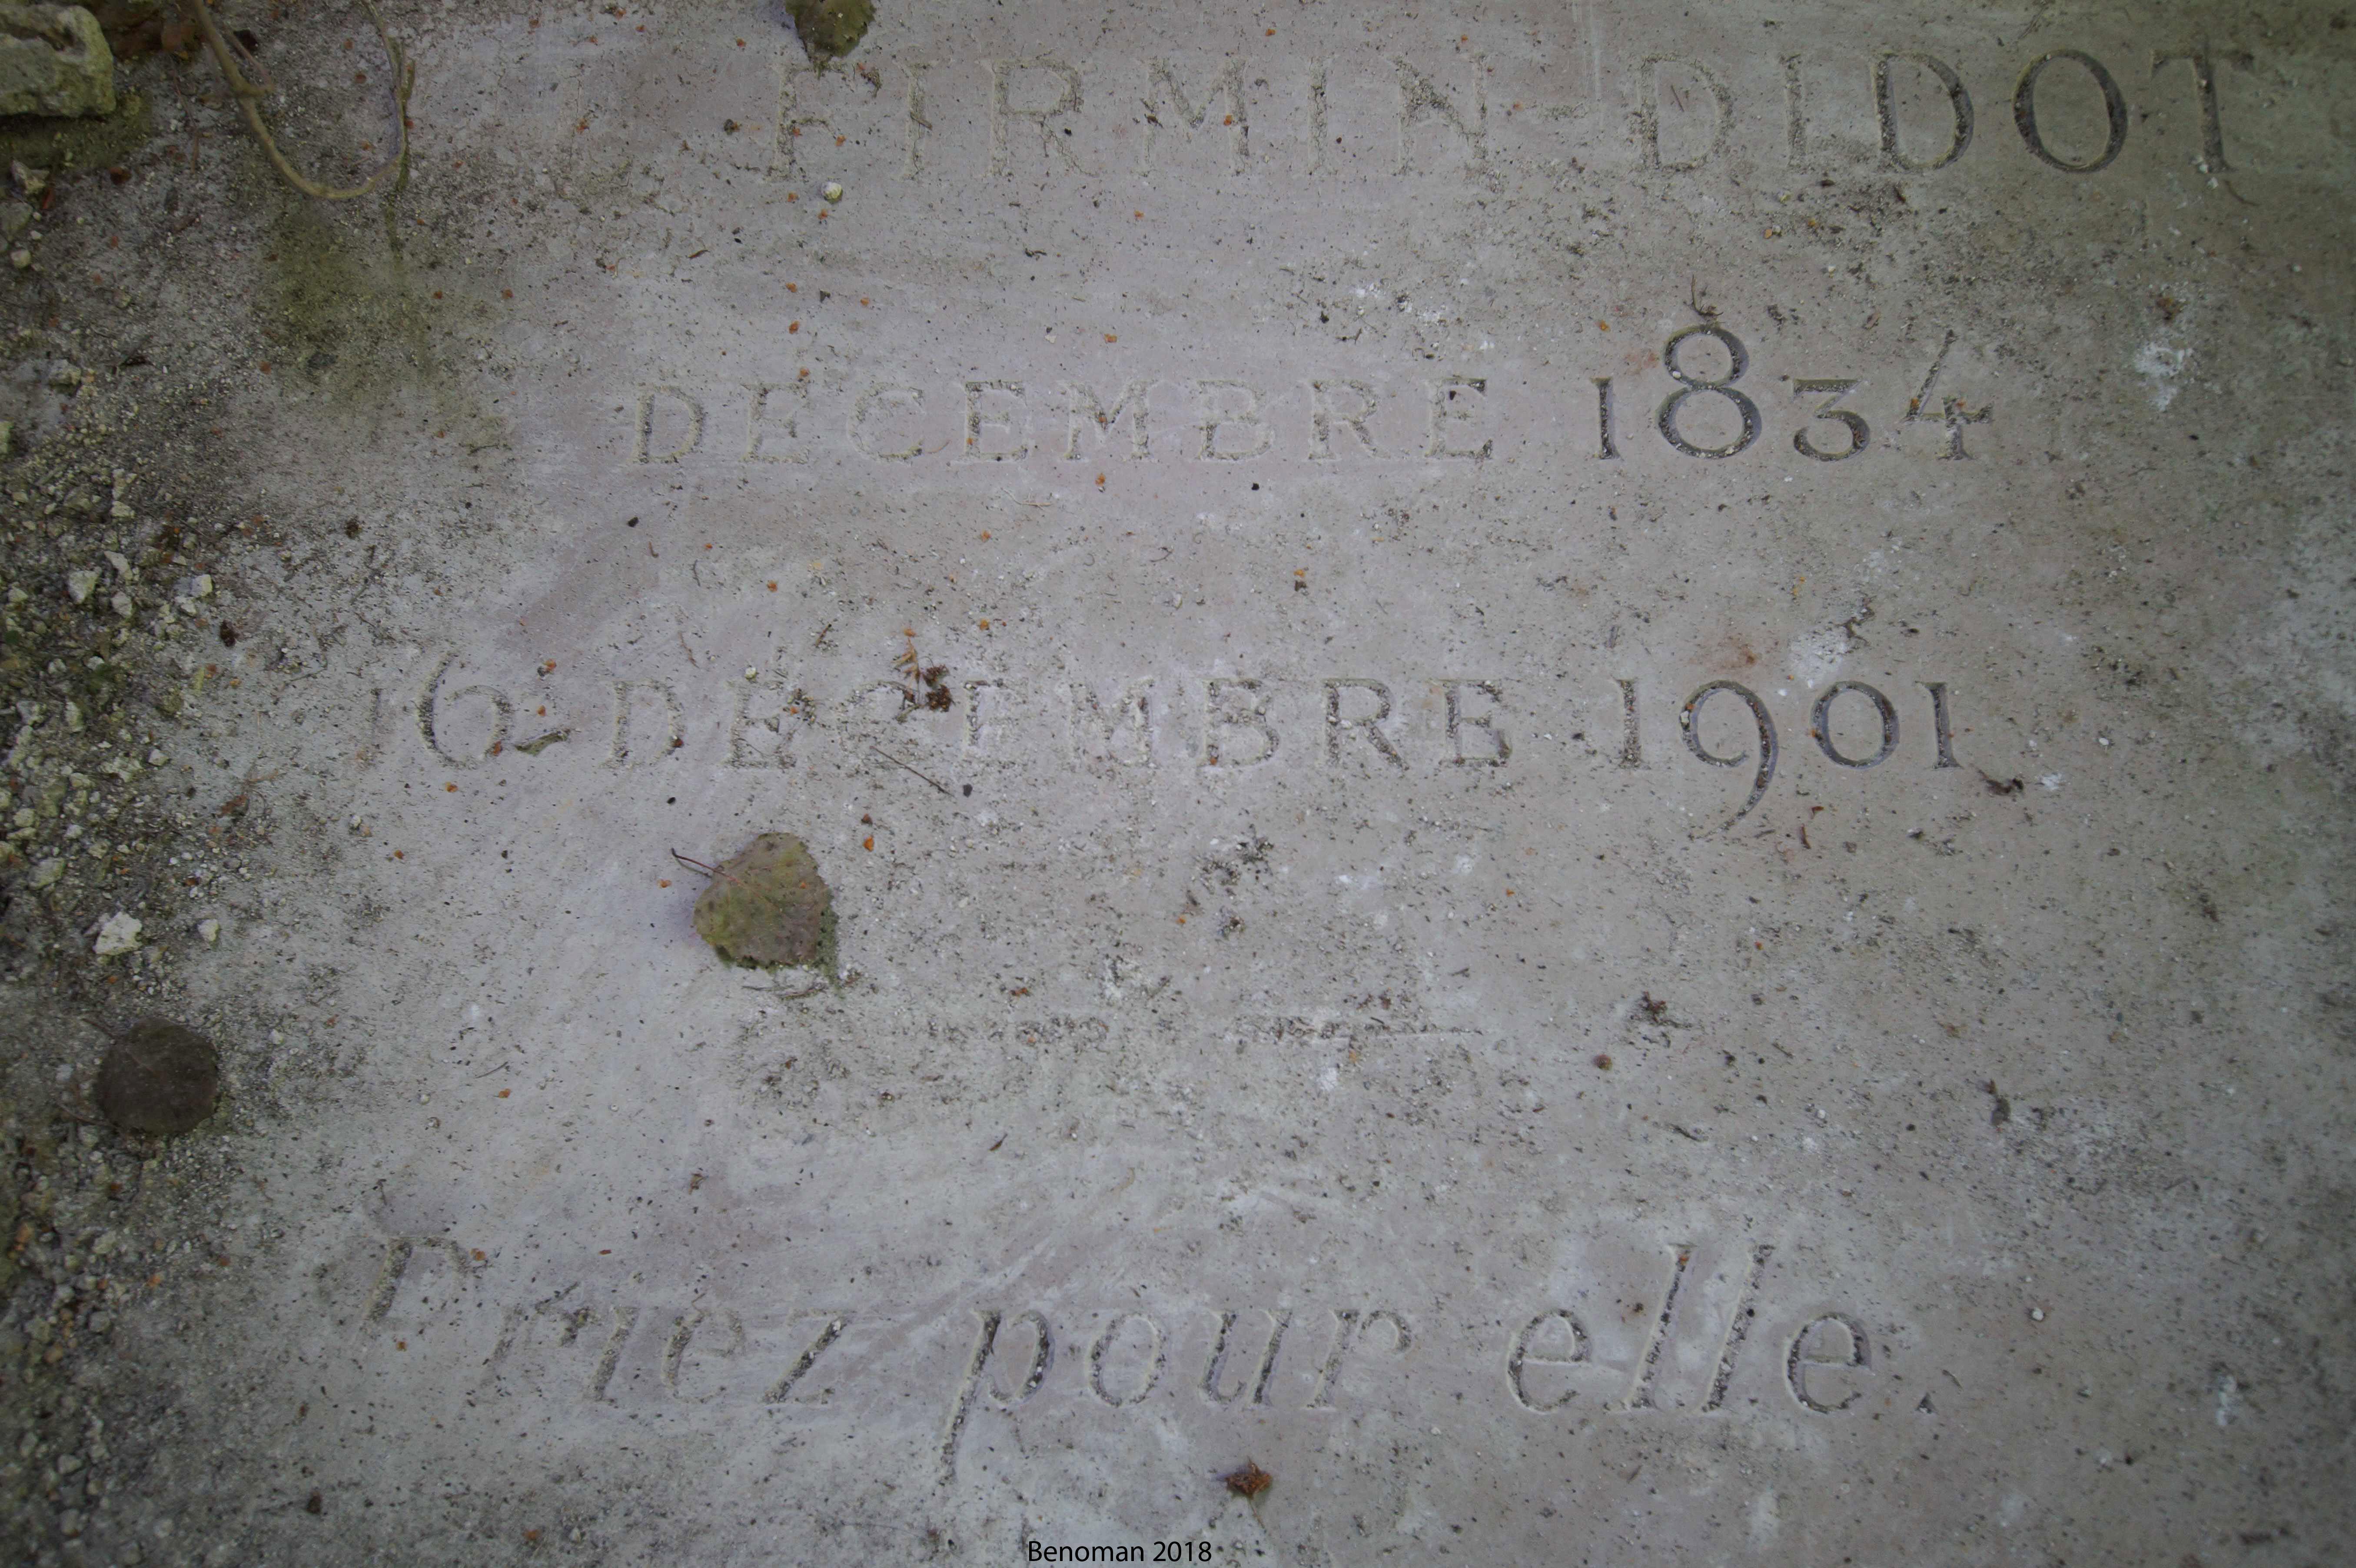 FIRMIN-DIDOT
DECEMBRE 1834
16 DECEMBRE 1901
Priez pour elle.
Benoman 2018